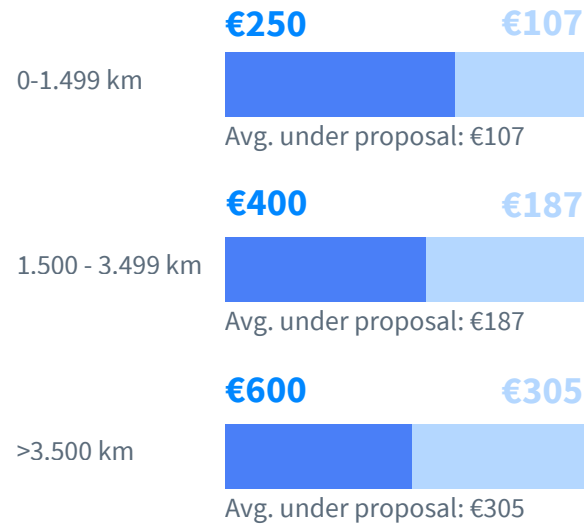 €250 €107
0-1.499 km
Avg. under proposal: €107
€400 €187
1.500 - 3.499 km
Avg. under proposal: €187
€600 €305
>3.500 km
Avg. under proposal: €305